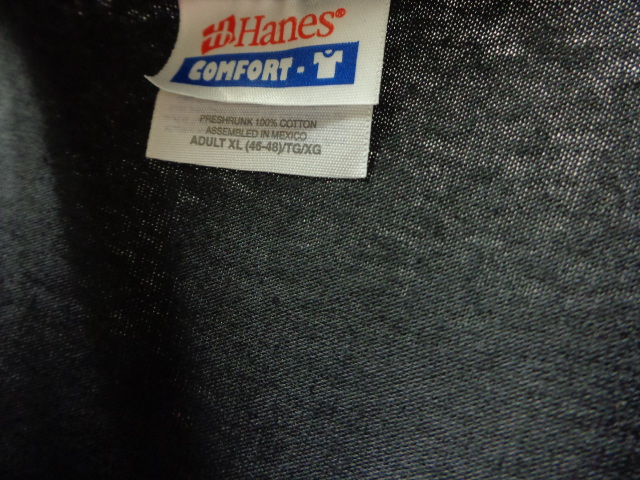 Hanes®
COMFORT-T
PRESHRUNK 100% COTTON
ASSEMBLED IN MEXICO
ADULT XL (46-48)/TG/XG